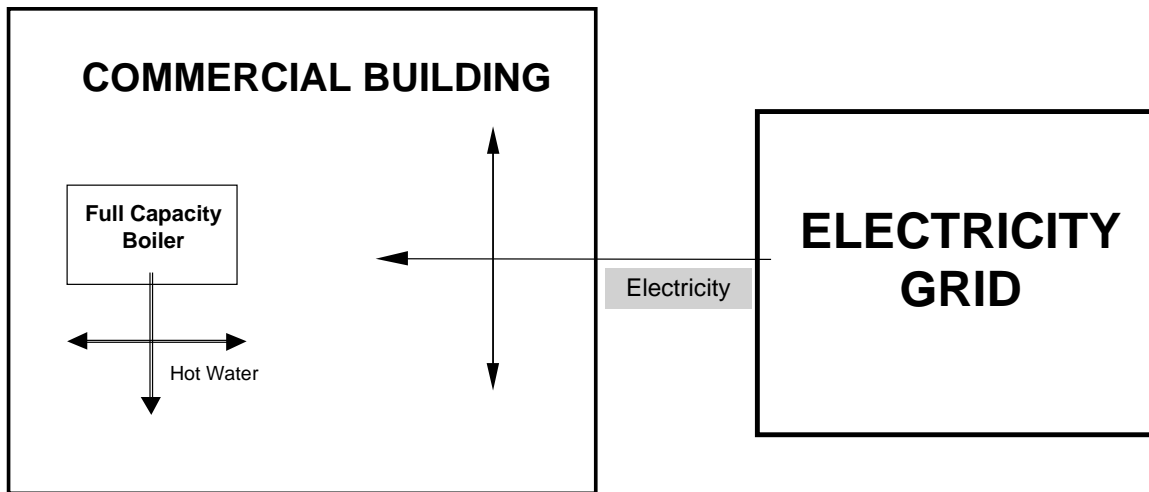 COMMERCIAL BUILDING
Full Capacity
Boiler
Hot Water
Electricity
ELECTRICITY
GRID